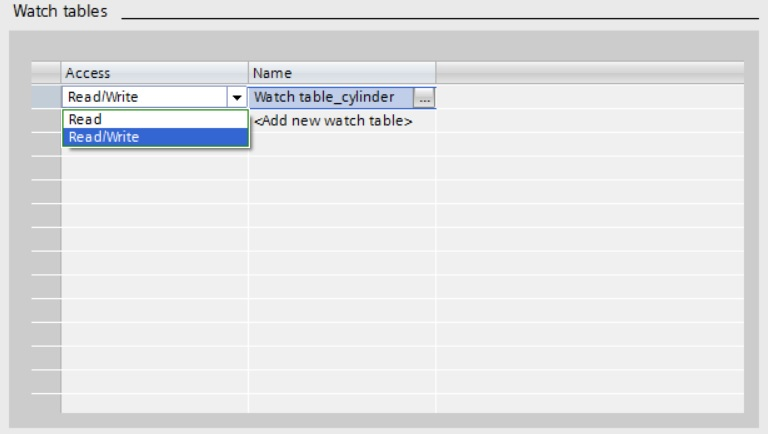 Watch tables
Access Name
Read/Write Watch table_cylinder ...
Read <Add new watch table>
Read/Write